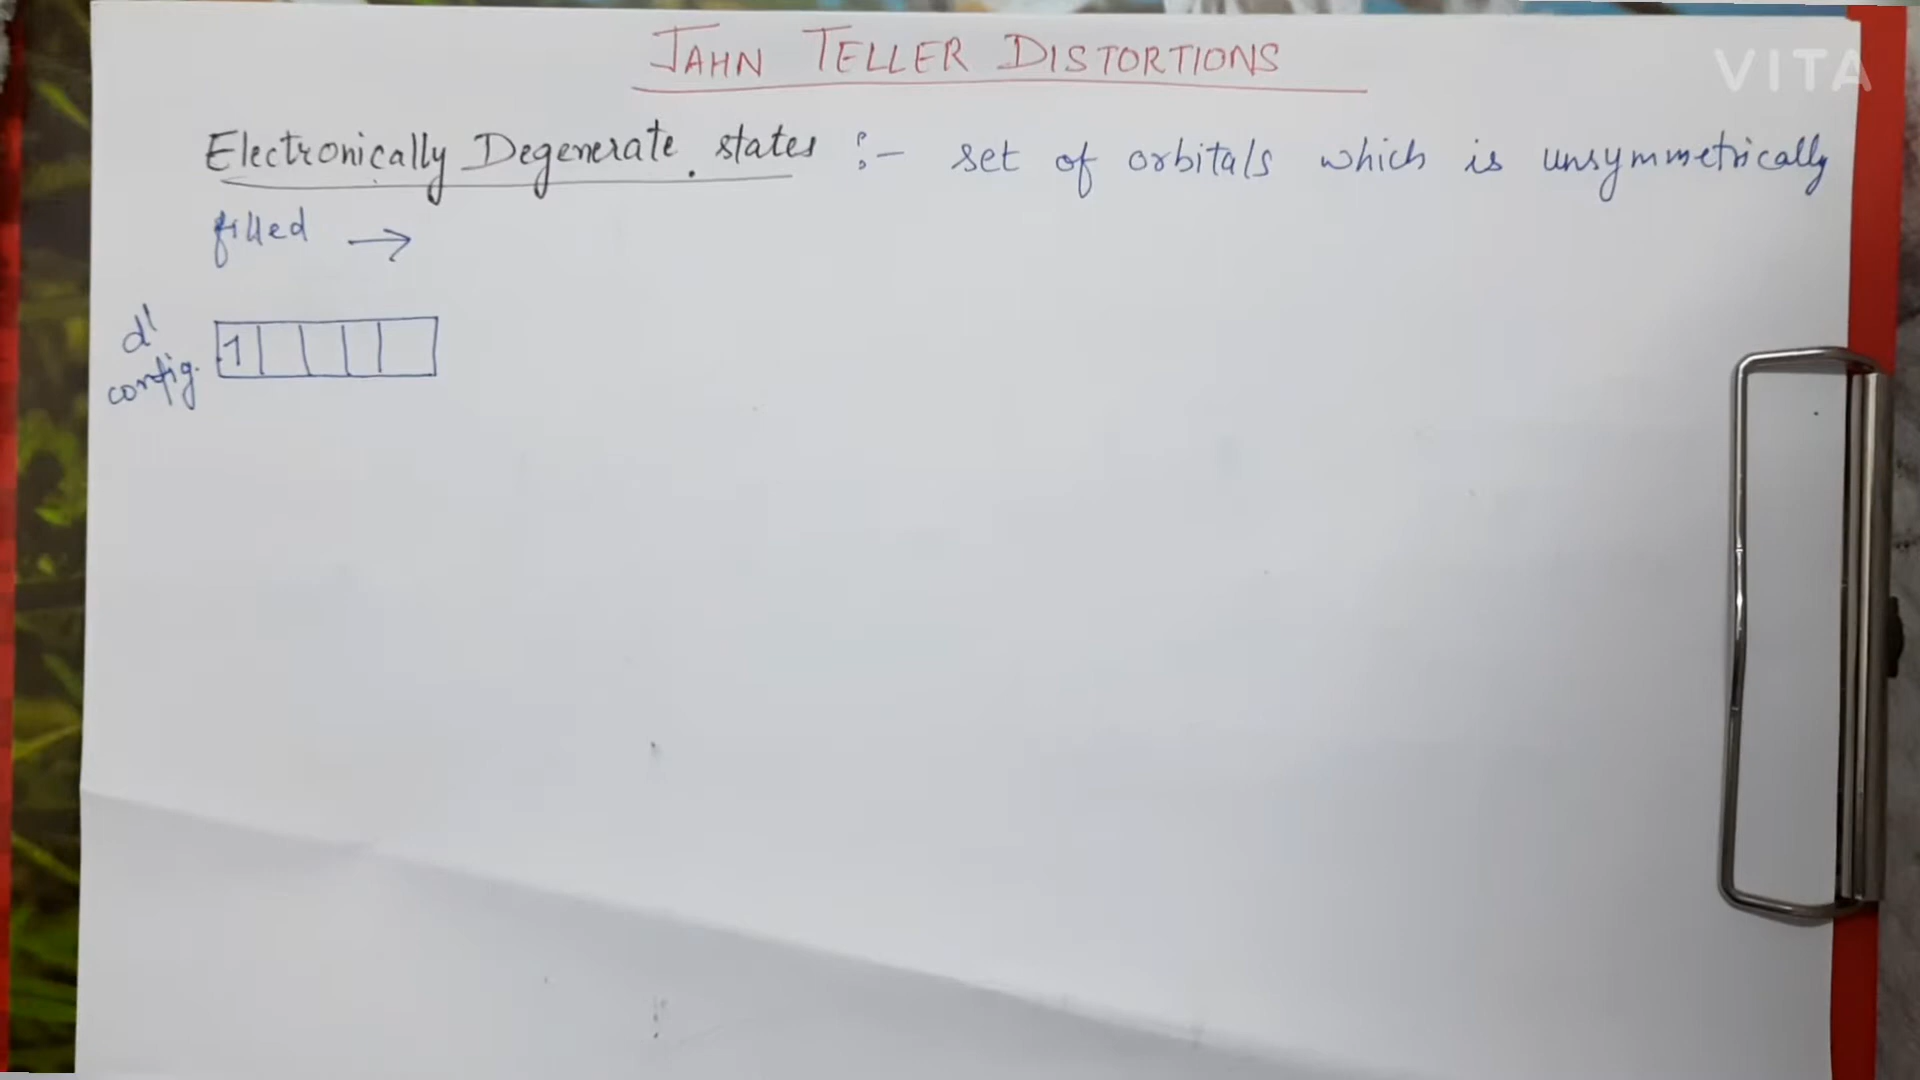 JAHN TELLER DISTORTIONS
VITA
Electronically Degenerate states :- set of orbitals which is unsymmetrically
filled →
d¹
config.
1